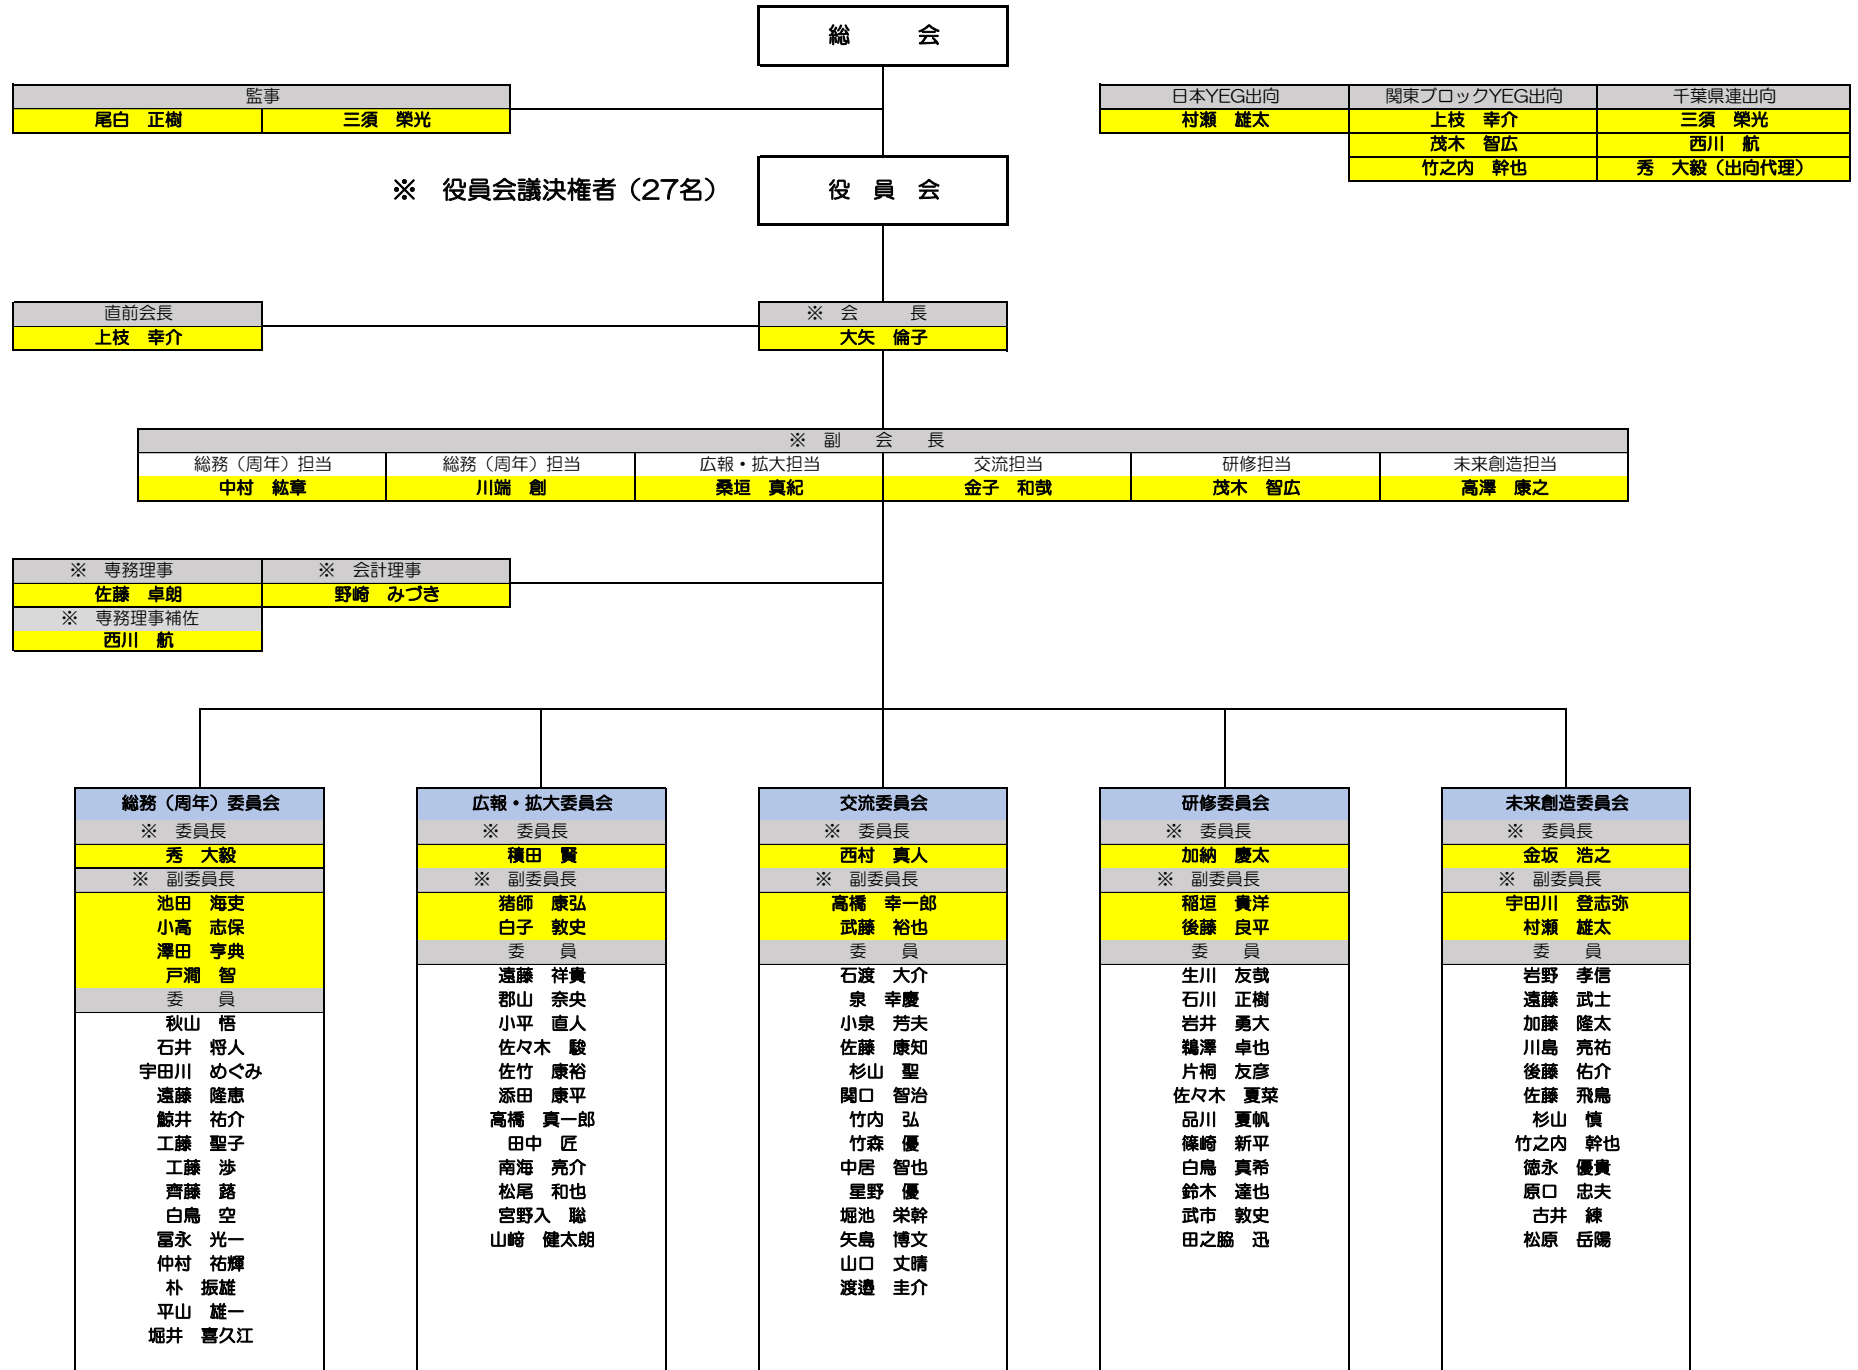 総　会
監事
尾白 正樹　三須 榮光
日本YEG出向　関東ブロックYEG出向　千葉県連出向
村瀬 雄太　上枝 幸介　三須 榮光
茂木 智広　西川 航
竹之内 幹也　秀 大毅（出向代理）
※ 役員会議決権者（27名）
役 員 会
直前会長
上枝 幸介
※ 会　長
大矢 倫子
※ 副 会 長
総務（周年）担当　総務（周年）担当　広報・拡大担当　交流担当　研修担当　未来創造担当
中村 紘章　川端 創　桑垣 真紀　金子 和哉　茂木 智広　高澤 康之
※ 専務理事　※ 会計理事
佐藤 卓朗　野崎 みづき
※ 専務理事補佐
西川 航
総務（周年）委員会
※ 委員長
秀 大毅
※ 副委員長
池田 海吏
小高 志保
澤田 亨典
戸澗 智
委　員
秋山 悟
石井 将人
宇田川 めぐみ
遠藤 隆恵
鯨井 祐介
工藤 聖子
工藤 渉
齊藤 蕗
白鳥 空
冨永 光一
仲村 祐輝
朴 振雄
平山 雄一
堀井 喜久江
広報・拡大委員会
※ 委員長
積田 賢
※ 副委員長
猪師 康弘
白子 敦史
委　員
遠藤 祥貴
郡山 奈央
小平 直人
佐々木 駿
佐竹 康裕
添田 康平
高橋 真一郎
田中 匠
南海 亮介
松尾 和也
宮野入 聡
山﨑 健太朗
交流委員会
※ 委員長
西村 真人
※ 副委員長
高橋 幸一郎
武藤 裕也
委　員
石渡 大介
泉 幸慶
小泉 芳夫
佐藤 康知
杉山 聖
関口 智治
竹内 弘
竹森 優
中居 智也
星野 優
堀池 栄幹
矢島 博文
山口 丈晴
渡邉 圭介
研修委員会
※ 委員長
加納 慶太
※ 副委員長
稲垣 貴洋
後藤 良平
委　員
生川 友哉
石川 正樹
岩井 勇大
鵜澤 卓也
片桐 友彦
佐々木 夏菜
品川 夏帆
篠崎 新平
白鳥 真希
鈴木 達也
武市 敦史
田之脇 迅
未来創造委員会
※ 委員長
金坂 浩之
※ 副委員長
宇田川 登志弥
村瀬 雄太
委　員
岩野 孝信
遠藤 武士
加藤 隆太
川島 亮祐
後藤 佑介
佐藤 飛鳥
杉山 慎
竹之内 幹也
徳永 優貴
原口 忠夫
古井 練
松原 岳陽